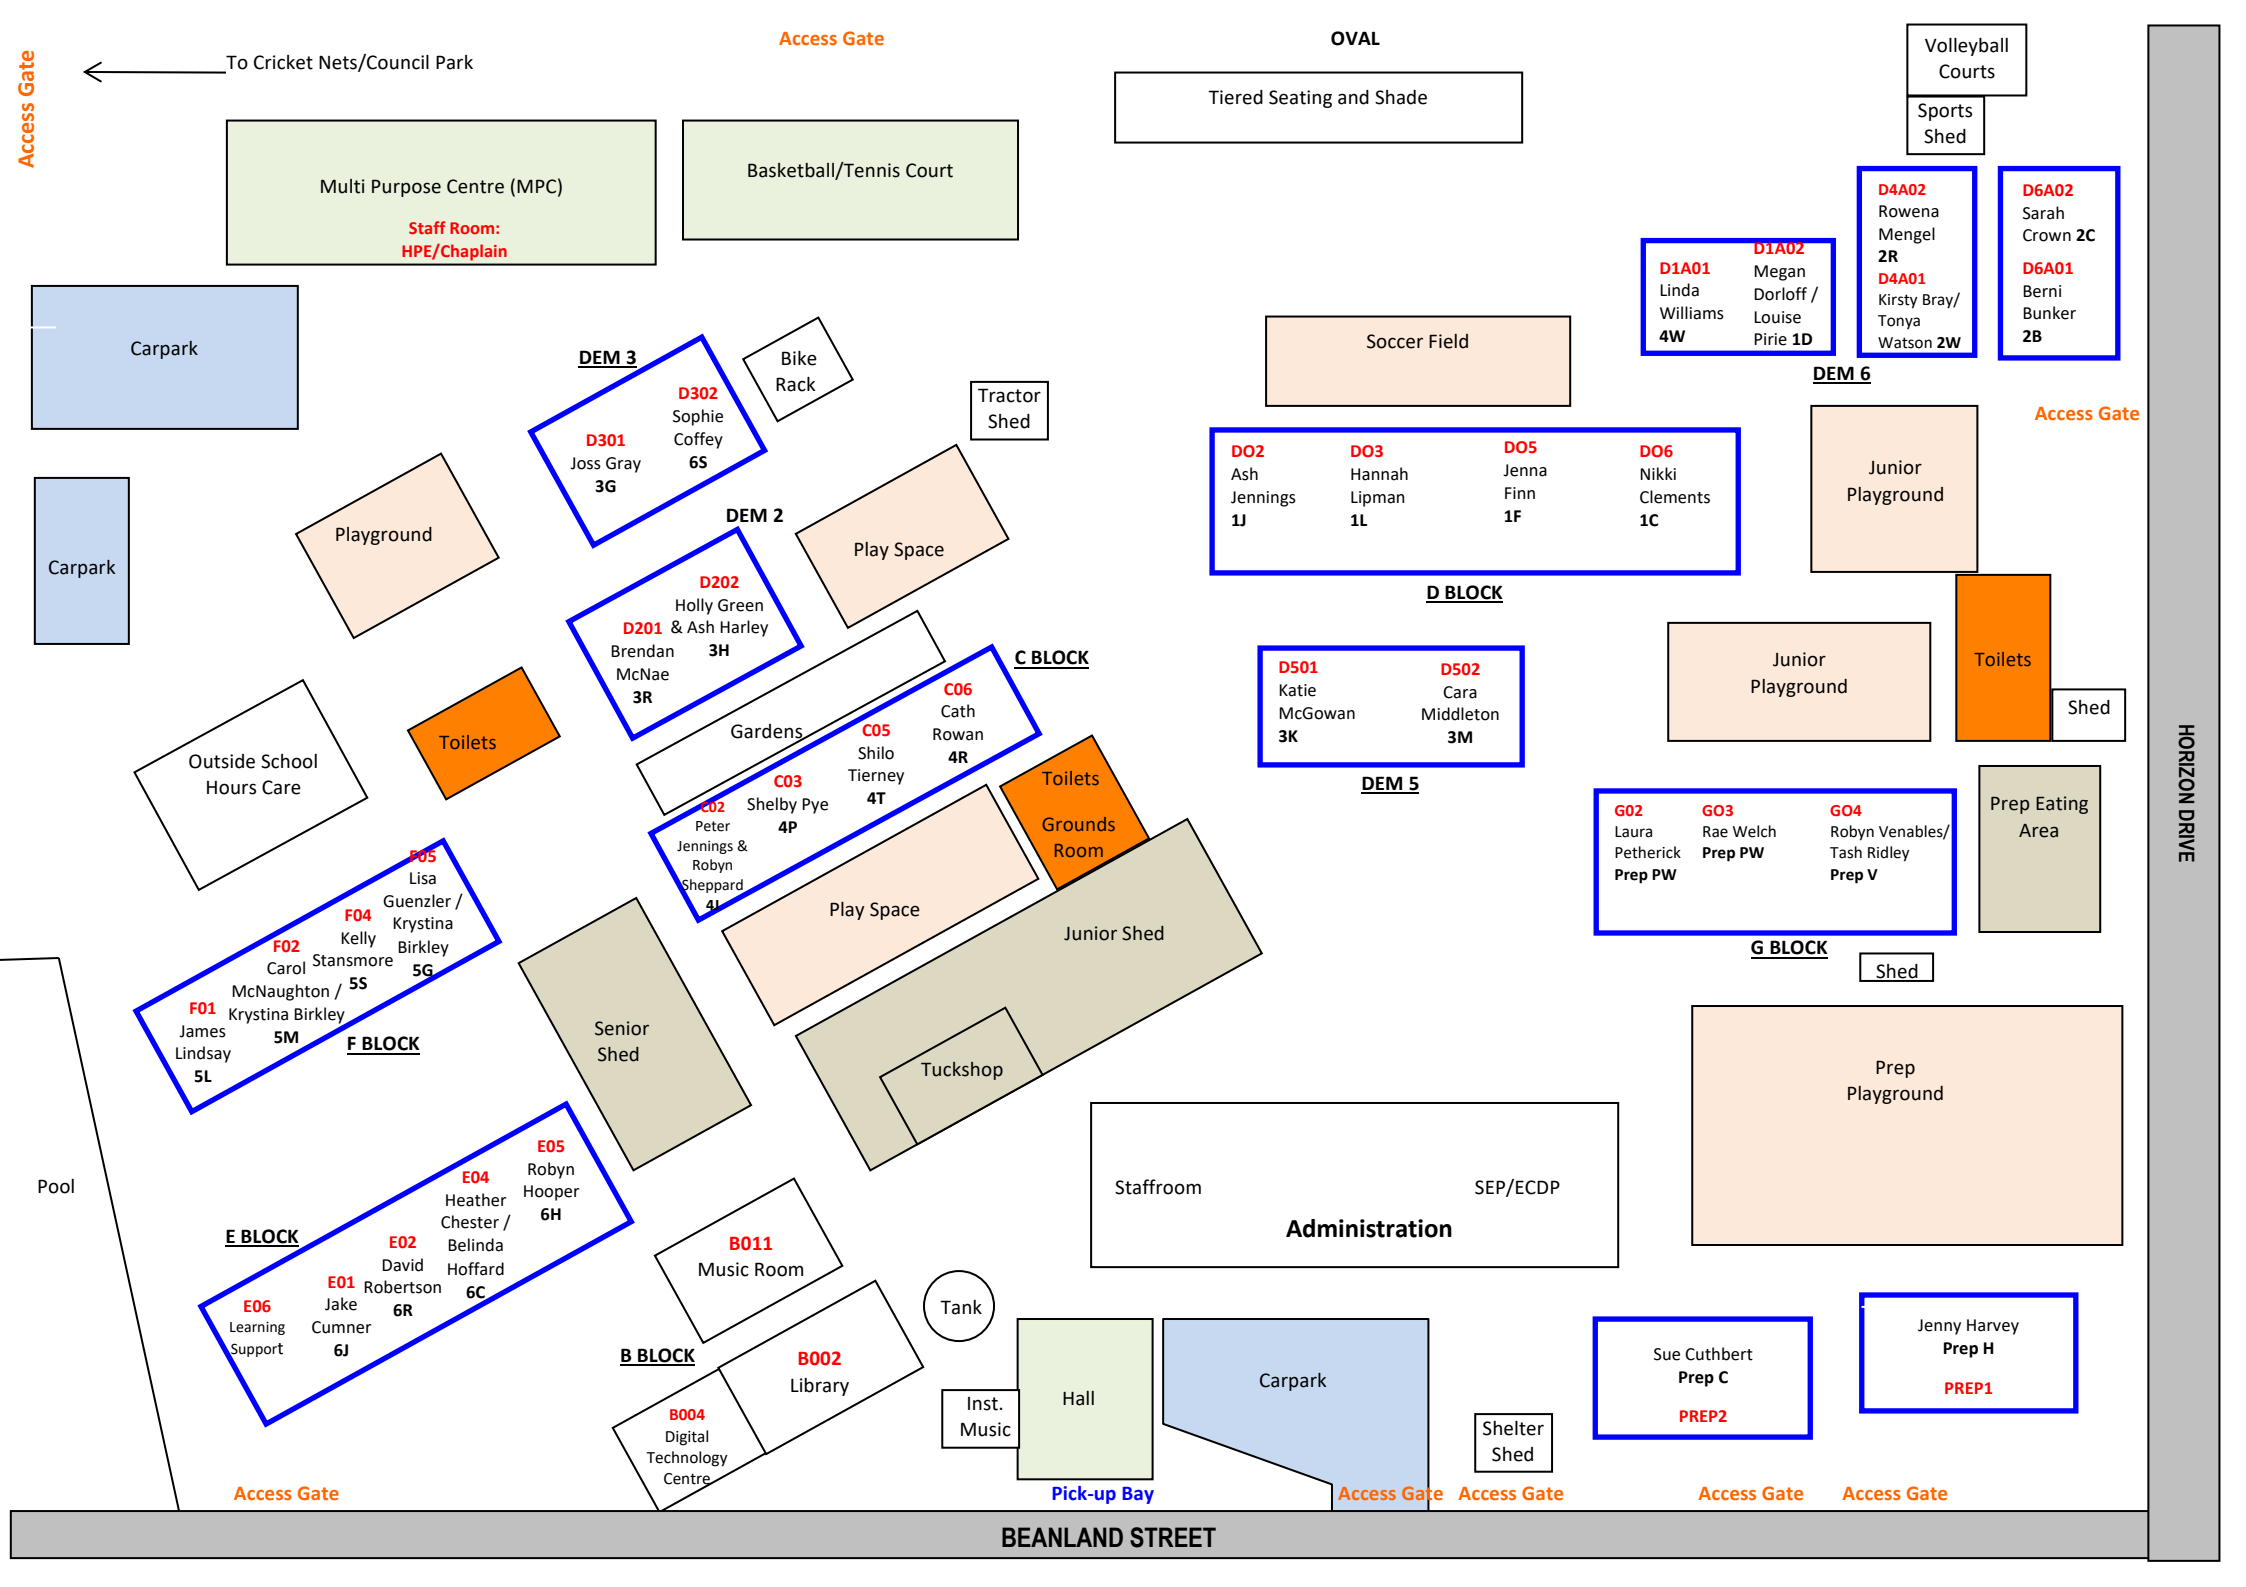 Access Gate
To Cricket Nets/Council Park
Access Gate
OVAL
Tiered Seating and Shade
Volleyball
Courts
Sports
Shed
Multi Purpose Centre (MPC)
Staff Room:
HPE/Chaplain
Basketball/Tennis Court
D1A01
Linda
Williams
4W
D1A02
Megan
Dorloff /
Louise
Pirie 1D
D4A02
Rowena
Mengel
2R
D4A01
Kirsty Bray/
Tonya
Watson 2W
D6A02
Sarah
Crown 2C
D6A01
Berni
Bunker
2B
DEM 6
Access Gate
Carpark
Carpark
DEM 3
D301
Joss Gray
3G
D302
Sophie
Coffey
6S
Bike
Rack
Tractor
Shed
Soccer Field
Playground
DEM 2
D201
Brendan
McNae
3R
D202
Holly Green
& Ash Harley
3H
Play Space
DO2
Ash
Jennings
1J
DO3
Hannah
Lipman
1L
DO5
Jenna
Finn
1F
DO6
Nikki
Clements
1C
D BLOCK
Junior
Playground
Junior
Playground
Toilets
Shed
D501
Katie
McGowan
3K
D502
Cara
Middleton
3M
DEM 5
Outside School
Hours Care
Toilets
Gardens
C BLOCK
C02
Peter
Jennings &
Robyn
Sheppard
4J
C03
Shelby Pye
4P
C05
Shilo
Tierney
4T
C06
Cath
Rowan
4R
Toilets
Grounds
Room
Play Space
Junior Shed
Tuckshop
G02
Laura
Petherick
Prep PW
GO3
Rae Welch
Prep PW
GO4
Robyn Venables/
Tash Ridley
Prep V
G BLOCK
Prep Eating
Area
Shed
Prep
Playground
HORIZON DRIVE
F01
James
Lindsay
5L
F02
Carol
McNaughton /
Krystina Birkley
5M
F04
Kelly
Stansmore
5S
F05
Lisa
Guenzler /
Krystina
Birkley
5G
F BLOCK
Senior
Shed
Pool
E BLOCK
E06
Learning
Support
E01
Jake
Cumner
6J
E02
David
Robertson
6R
E04
Heather
Chester /
Belinda
Hoffard
6C
E05
Robyn
Hooper
6H
B011
Music Room
B BLOCK
B002
Library
B004
Digital
Technology
Centre
Tank
Staffroom
SEP/ECDP
Administration
Inst.
Music
Hall
Carpark
Shelter
Shed
Sue Cuthbert
Prep C
PREP2
Jenny Harvey
Prep H
PREP1
Access Gate
Pick-up Bay
Access Gate
Access Gate
Access Gate
Access Gate
BEANLAND STREET